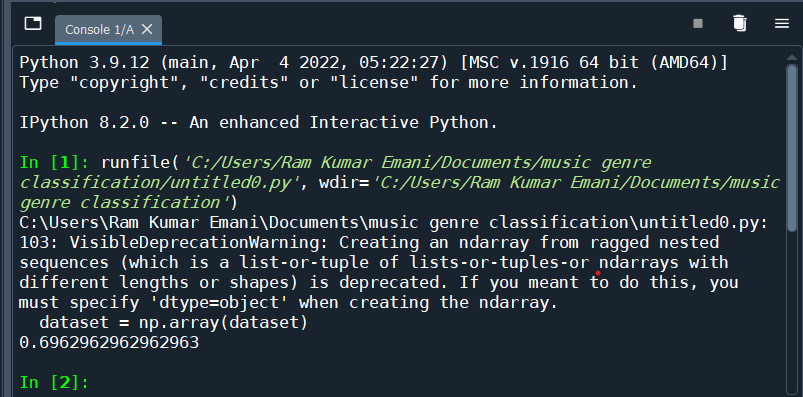 Console 1/A
Python 3.9.12 (main, Apr  4 2022, 05:22:27) [MSC v.1916 64 bit (AMD64)]
Type "copyright", "credits" or "license" for more information.
IPython 8.2.0 -- An enhanced Interactive Python.
In [1]: runfile('C:/Users/Ram Kumar Emani/Documents/music genre
classification/untitled0.py', wdir='C:/Users/Ram Kumar Emani/Documents/music
genre classification')
C:\Users\Ram Kumar Emani\Documents\music genre classification\untitled0.py:
103: VisibleDeprecationWarning: Creating an ndarray from ragged nested
sequences (which is a list-or-tuple of lists-or-tuples-or ndarrays with
different lengths or shapes) is deprecated. If you meant to do this, you
must specify 'dtype=object' when creating the ndarray.
  dataset = np.array(dataset)
0.6962962962962963
In [2]: